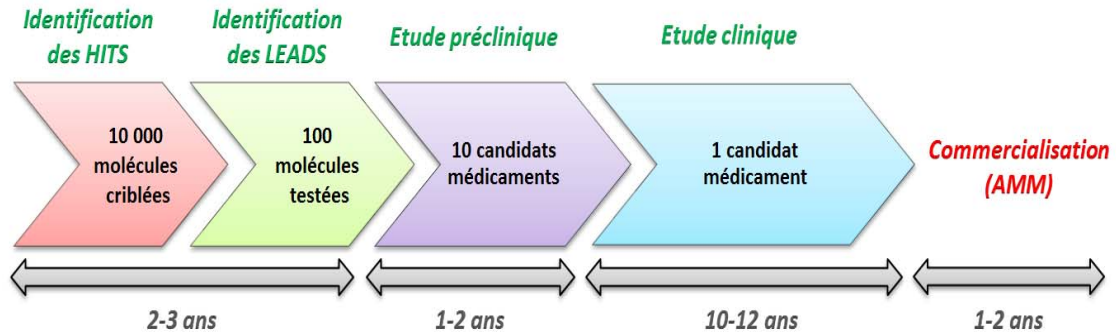 Identification
des HITS
Identification
des LEADS
Etude préclinique
Etude clinique
10 000
molécules
criblées
100
molécules
testées
10 candidats
médicaments
1 candidat
médicament
Commercialisation
(AMM)
2-3 ans
1-2 ans
10-12 ans
1-2 ans